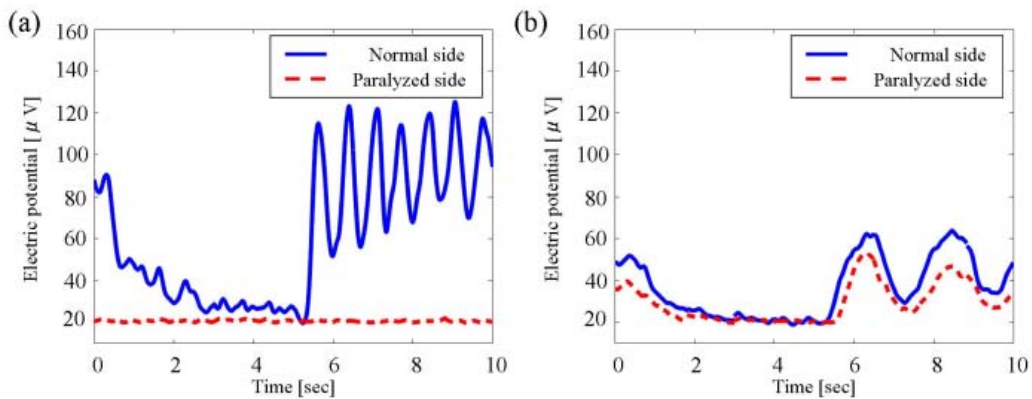 (a)
160
140
120
100
80
60
40
20
Electric potential [ μ V]
Normal side
Paralyzed side
0
2
4
6
8
10
Time [sec]
(b)
160
140
120
100
80
60
40
20
Electric potential [ μ V]
Normal side
Paralyzed side
0
2
4
6
8
10
Time [sec]